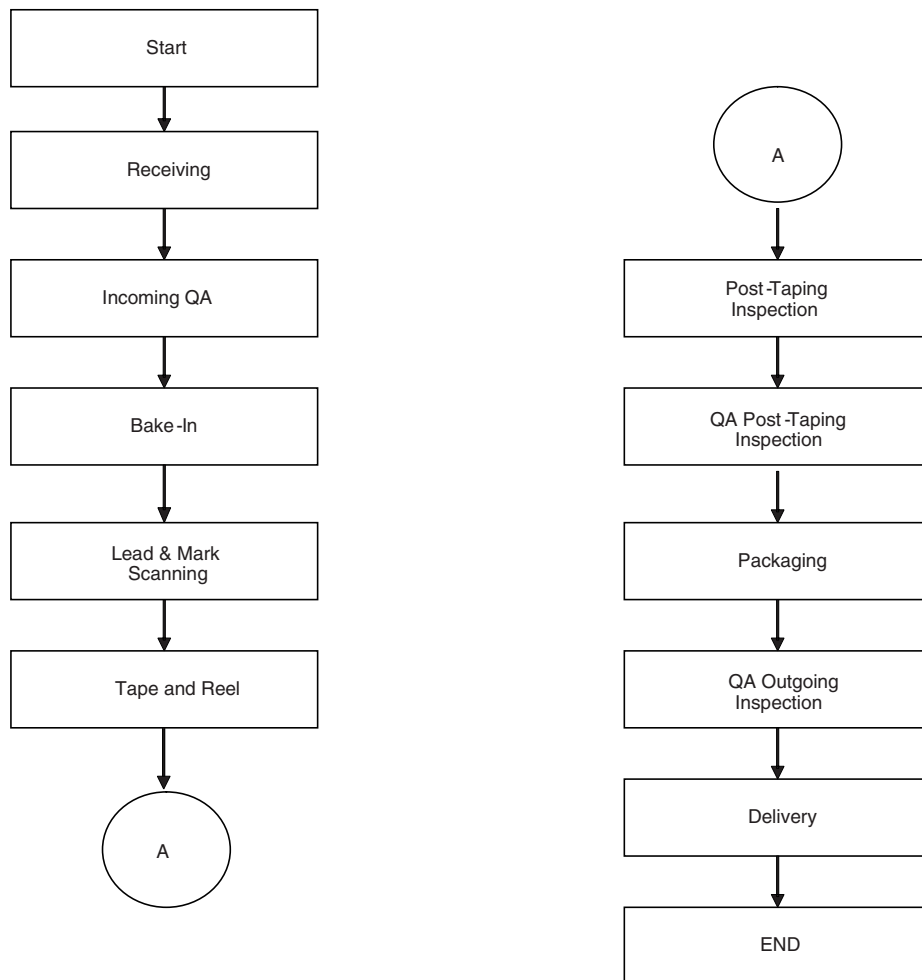 Start
Receiving
Incoming QA
Bake-In
Lead & Mark
Scanning
Tape and Reel
A
A
Post-Taping
Inspection
QA Post-Taping
Inspection
Packaging
QA Outgoing
Inspection
Delivery
END